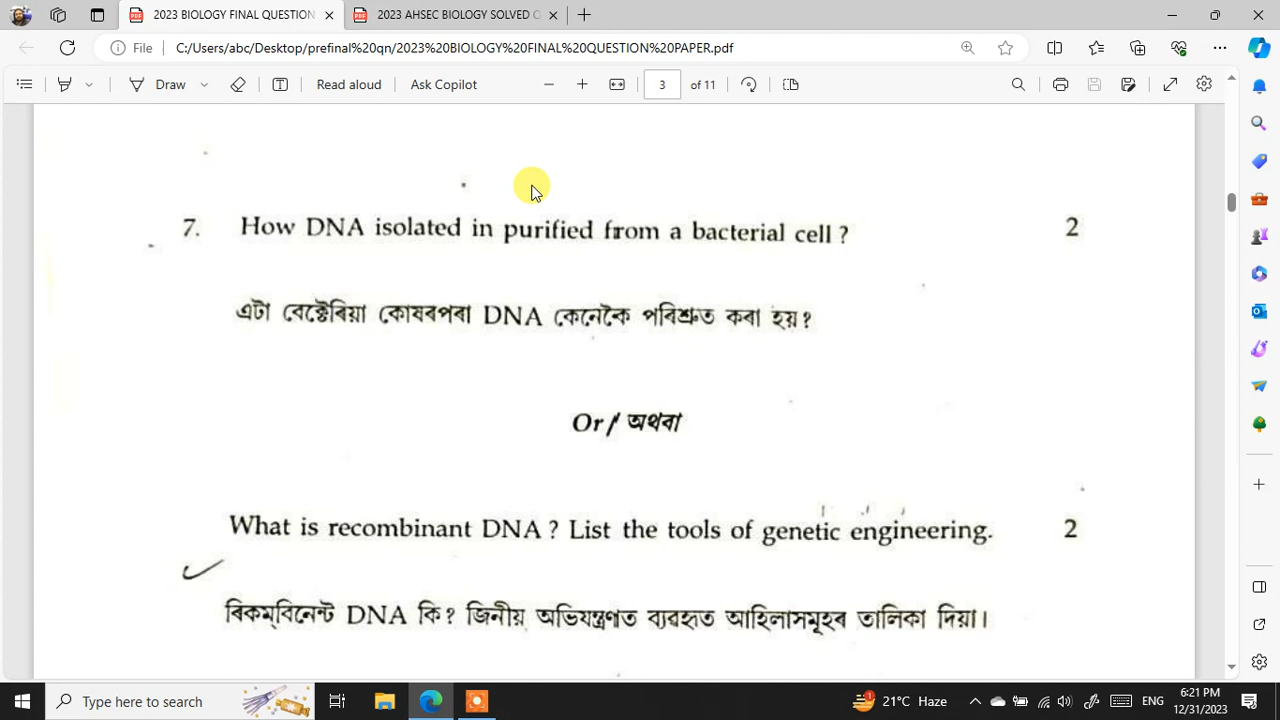 2023 BIOLOGY FINAL QUESTION
2023 AHSEC BIOLOGY SOLVED Q
File
C:/Users/abc/Desktop/prefinal%20qn/2023%20BIOLOGY%20FINAL%20QUESTION%20PAPER.pdf
Draw
Read aloud
Ask Copilot
3 of 11
7. How DNA isolated in purified from a bacterial cell ? 2
এটা বেক্টেৰিয়া কোষৰপৰা DNA কেনেকৈ পৰিশ্ৰুত কৰা হয়?
Or / অথবা
What is recombinant DNA ? List the tools of genetic engineering. 2
ৰিকম্‌বিনেন্ট DNA কি? জিনীয় অভিযন্ত্ৰণাত ব্যৱহৃত আহিলাসমূহৰ তালিকা দিয়া।
Type here to search
1
21°C Haze
ENG
6:21 PM
12/31/2023